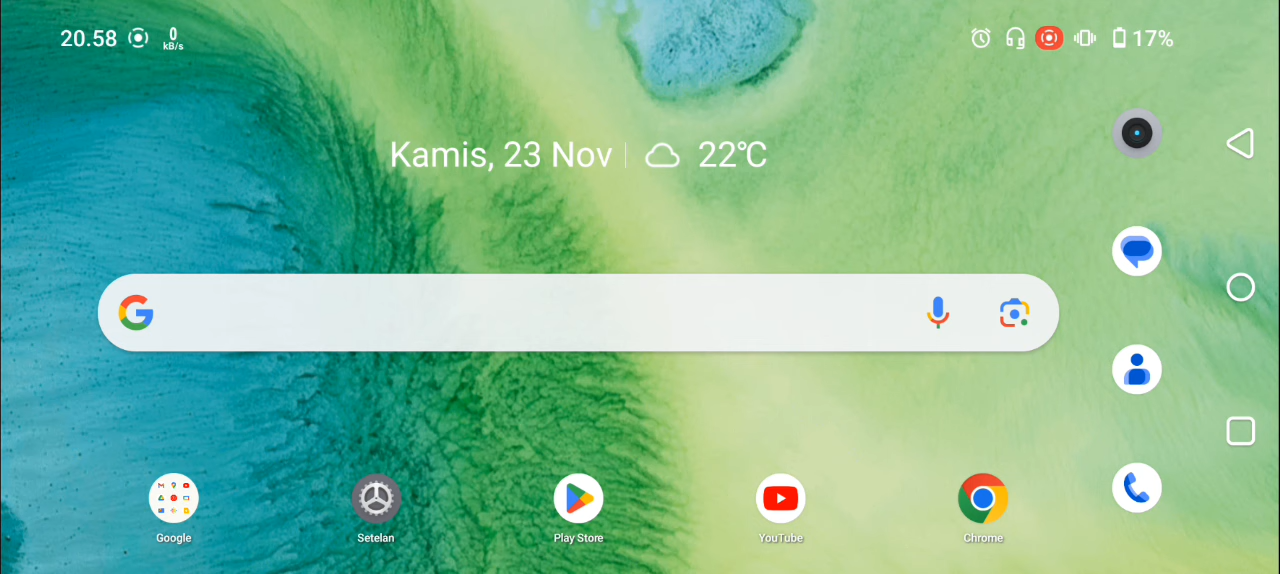 20.58 0 kB/s 17%
Kamis, 23 Nov 22°C
Google Setelan Play Store YouTube Chrome